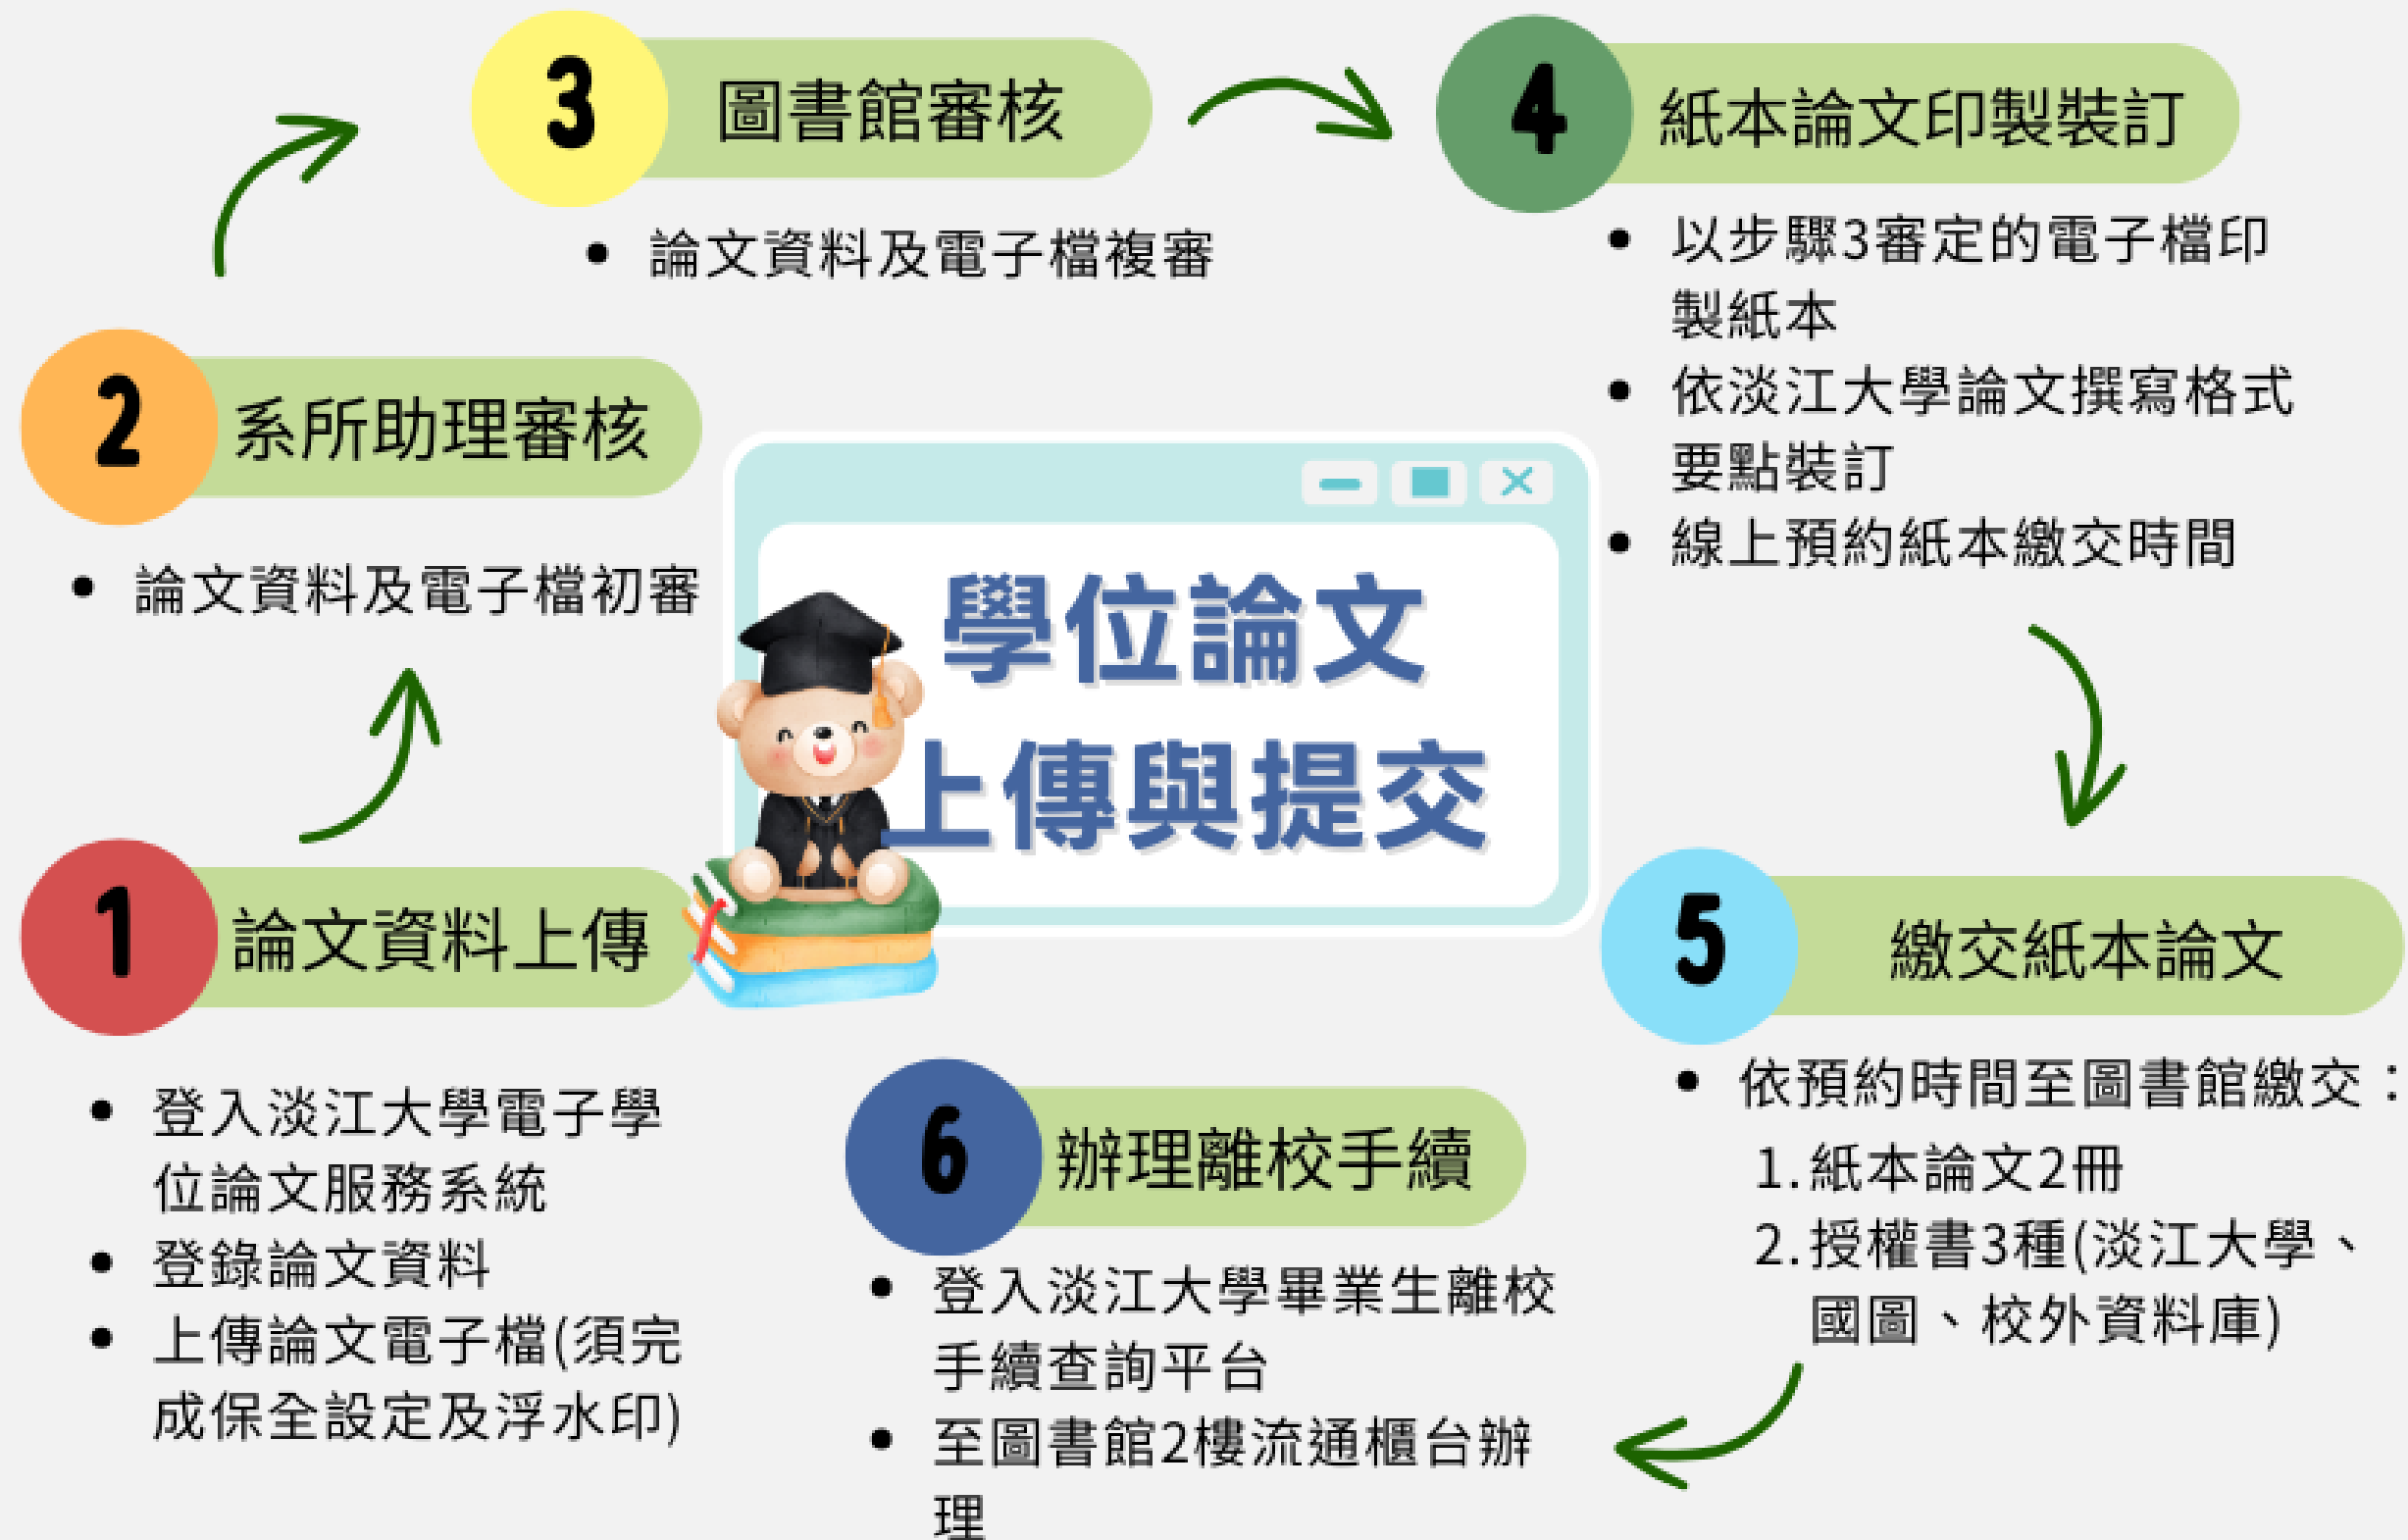 學位論文
上傳與提交
1
論文資料上傳
• 登入淡江大學電子學
位論文服務系統
• 登錄論文資料
• 上傳論文電子檔(須完
成保全設定及浮水印)
2
系所助理審核
• 論文資料及電子檔初審
3
圖書館審核
• 論文資料及電子檔複審
4
紙本論文印製裝訂
• 以步驟3審定的電子檔印
製紙本
• 依淡江大學論文撰寫格式
要點裝訂
• 線上預約紙本繳交時間
5
繳交紙本論文
• 依預約時間至圖書館繳交：
1.紙本論文2冊
2.授權書3種(淡江大學、
國圖、校外資料庫)
6
辦理離校手續
• 登入淡江大學畢業生離校
手續查詢平台
• 至圖書館2樓流通櫃台辦
理